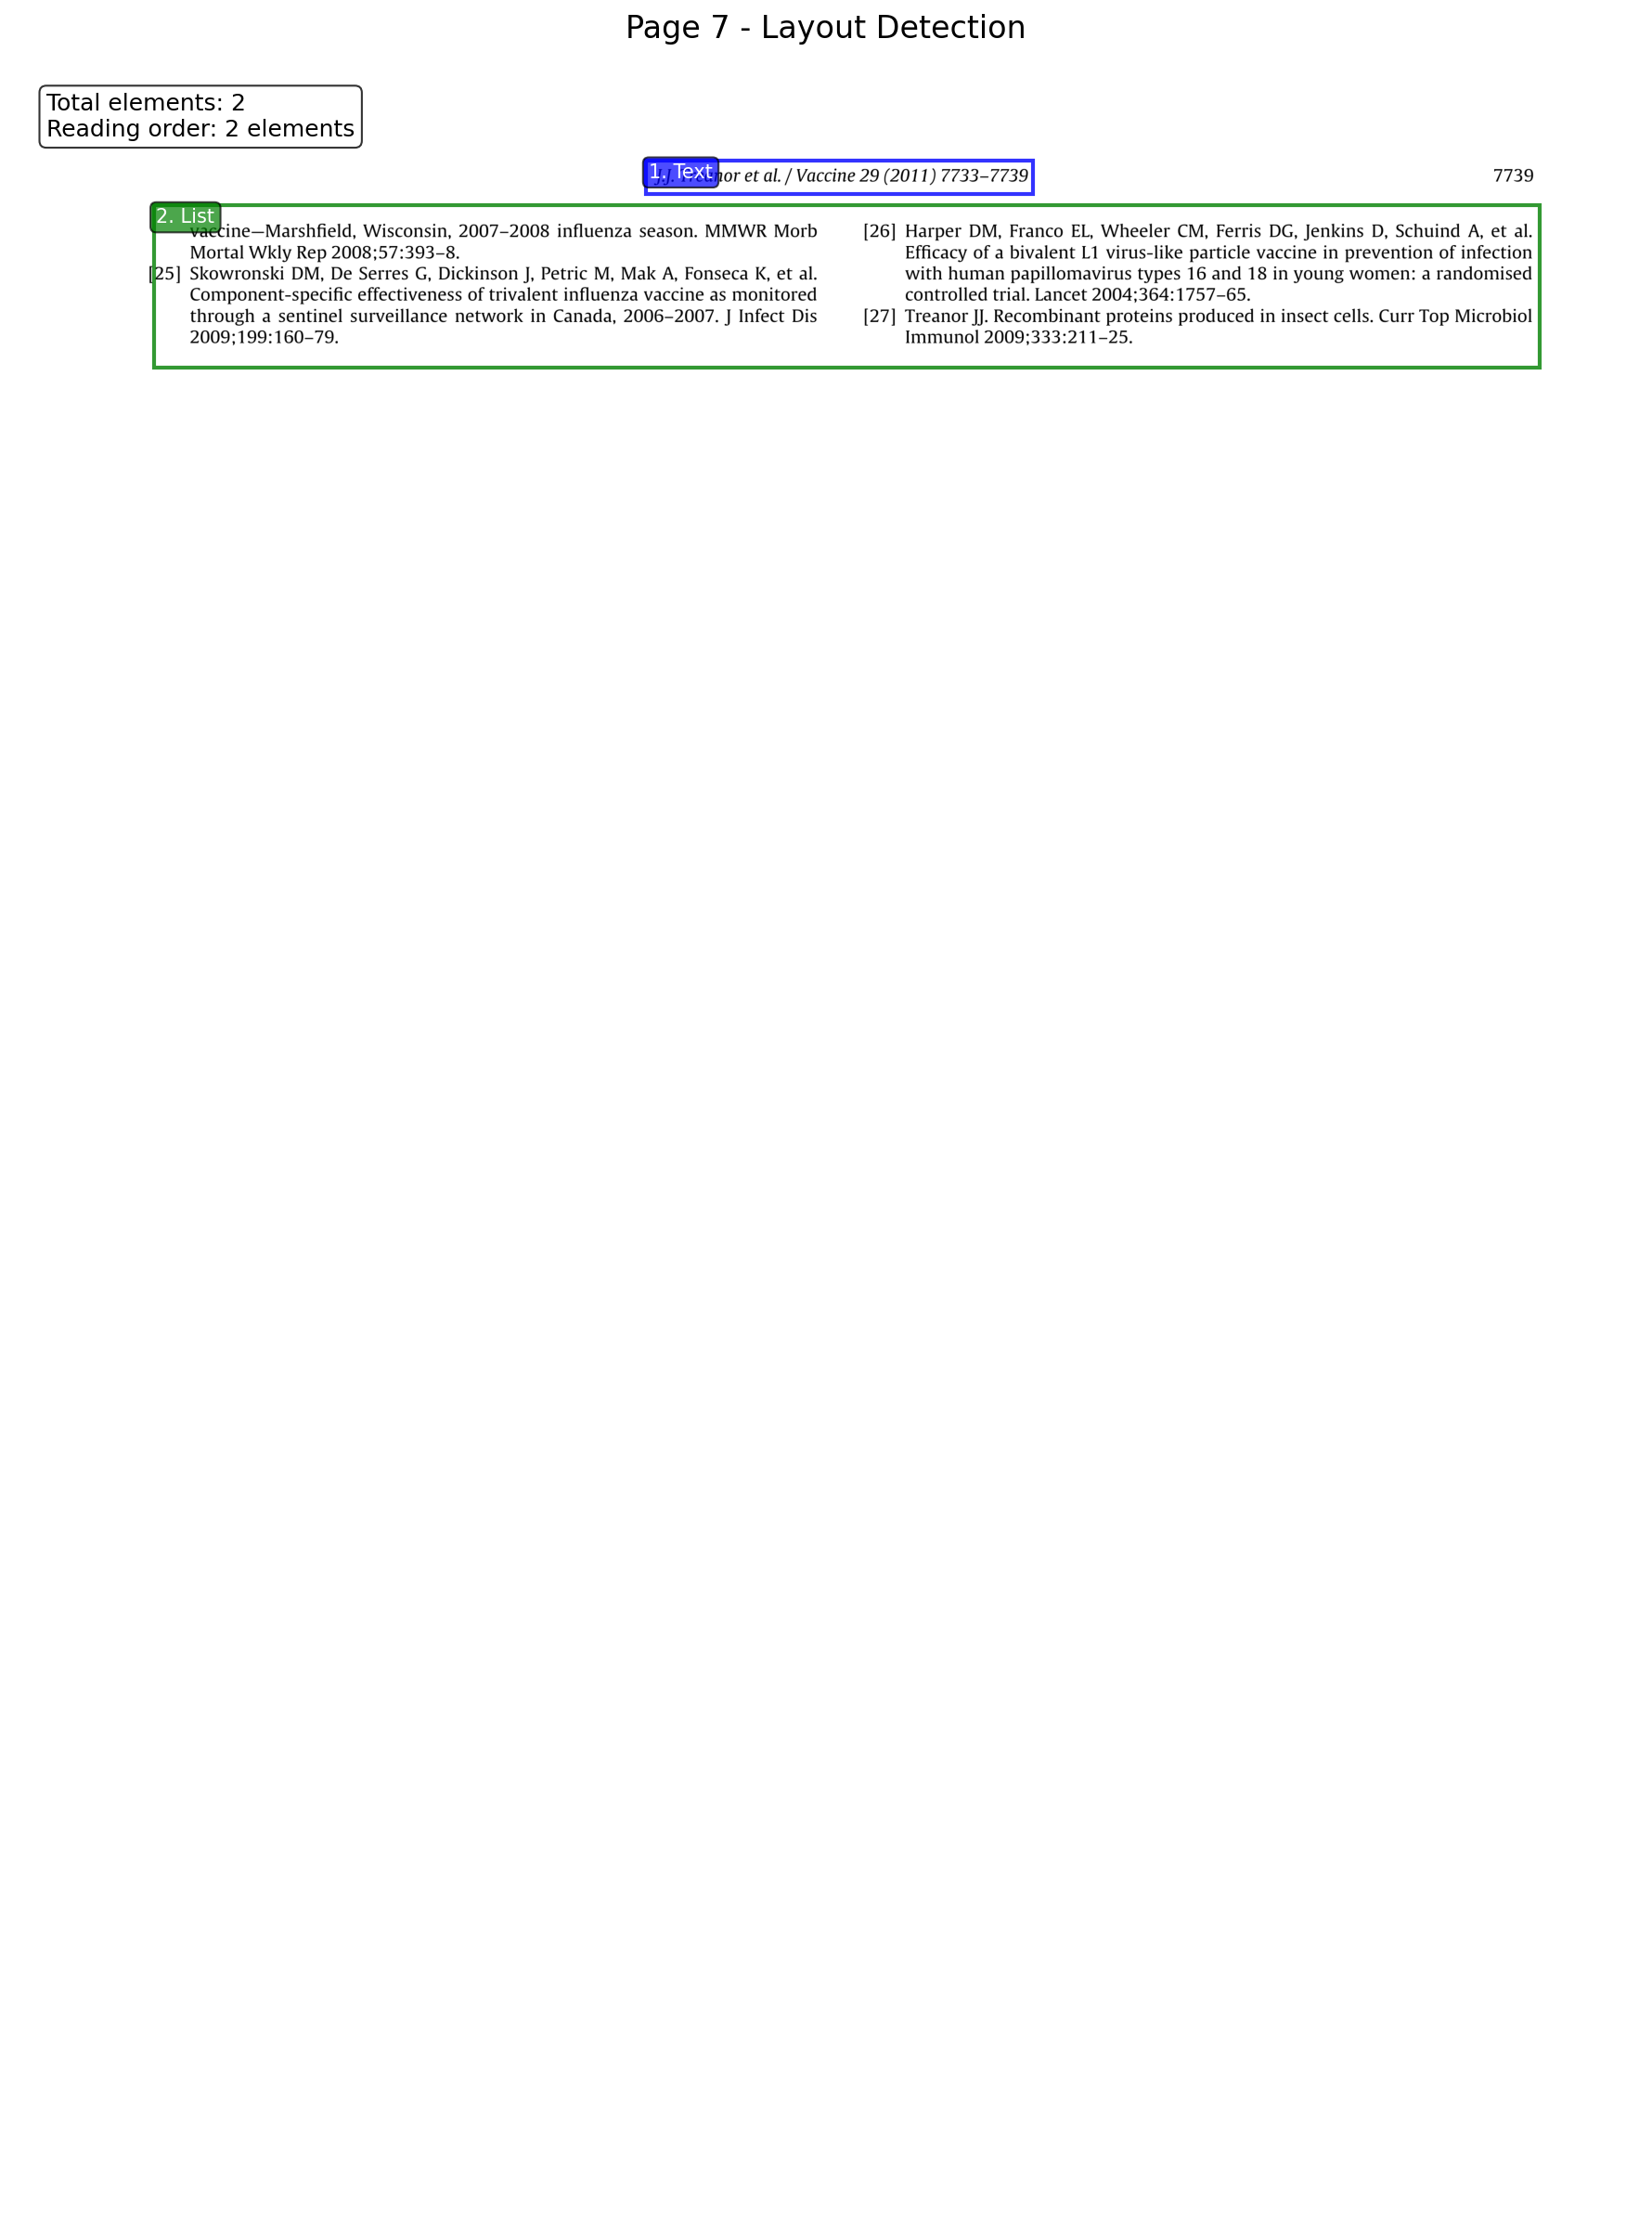 Page 7 - Layout Detection
Total elements: 2
Reading order: 2 elements
1. Text
et al. / Vaccine 29 (2011) 7733–7739
7739
2. List
vaccine—Marshfield, Wisconsin, 2007–2008 influenza season. MMWR Morb
Mortal Wkly Rep 2008;57:393–8.
[25] Skowronski DM, De Serres G, Dickinson J, Petric M, Mak A, Fonseca K, et al.
Component-specific effectiveness of trivalent influenza vaccine as monitored
through a sentinel surveillance network in Canada, 2006–2007. J Infect Dis
2009;199:160–79.
[26] Harper DM, Franco EL, Wheeler CM, Ferris DG, Jenkins D, Schuind A, et al.
Efficacy of a bivalent L1 virus-like particle vaccine in prevention of infection
with human papillomavirus types 16 and 18 in young women: a randomised
controlled trial. Lancet 2004;364:1757–65.
[27] Treanor JJ. Recombinant proteins produced in insect cells. Curr Top Microbiol
Immunol 2009;333:211–25.